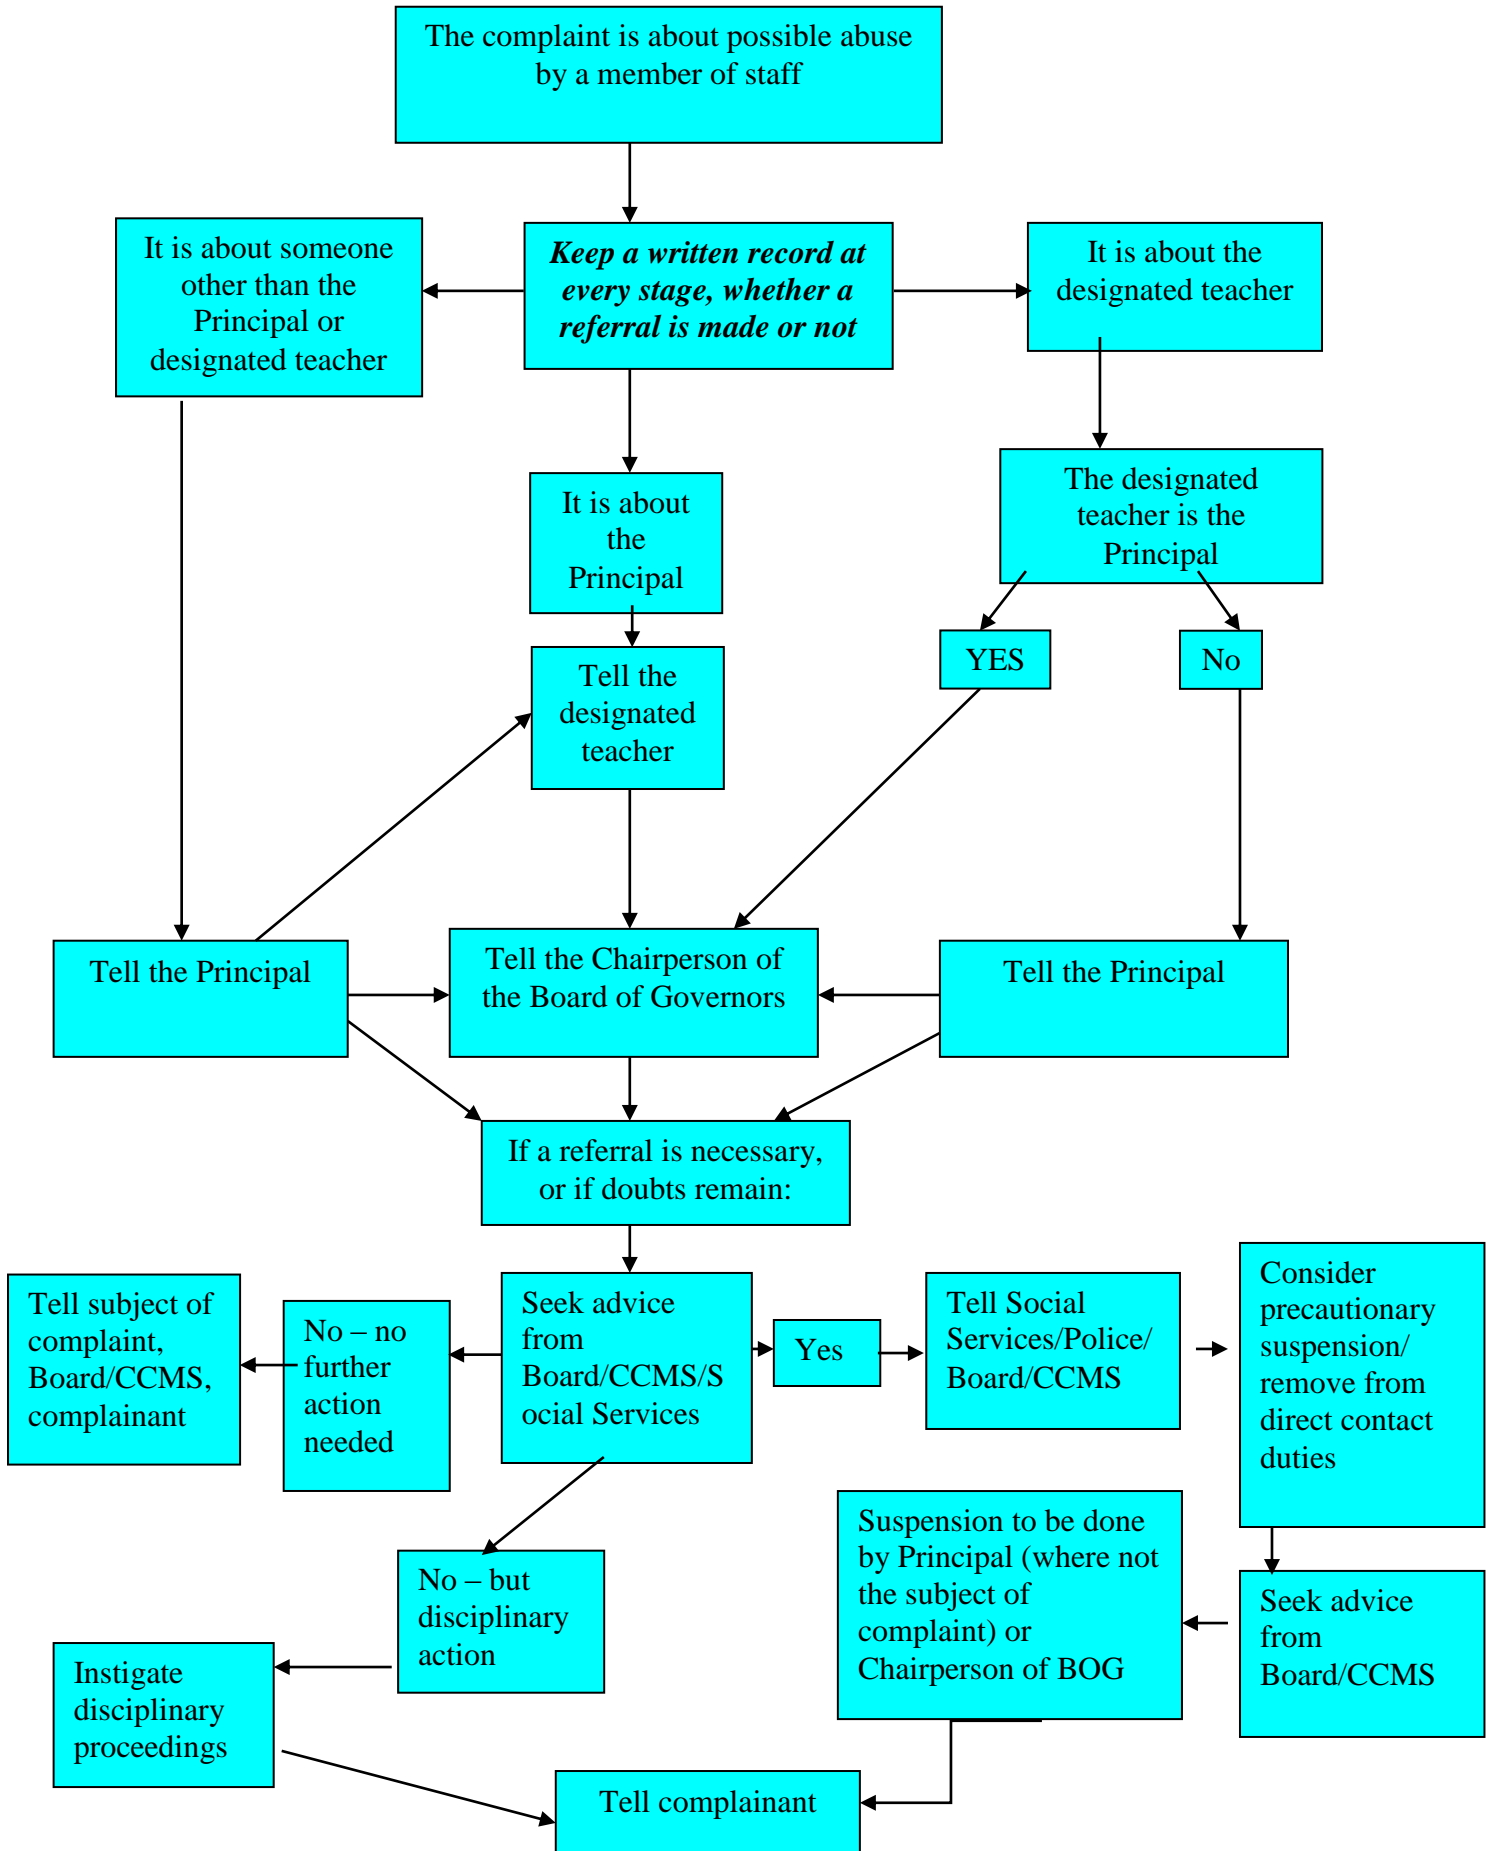 The complaint is about possible abuse
by a member of staff
It is about someone
other than the
Principal or
designated teacher
Keep a written record at
every stage, whether a
referral is made or not
It is about the
designated teacher
It is about
the
Principal
The designated
teacher is the
Principal
Tell the
designated
teacher
YES
No
Tell the Principal
Tell the Chairperson of
the Board of Governors
Tell the Principal
If a referral is necessary,
or if doubts remain:
Tell subject of
complaint,
Board/CCMS,
complainant
No – no
further
action
needed
Seek advice
from
Board/CCMS/S
ocial Services
Yes
Tell Social
Services/Police/
Board/CCMS
Consider
precautionary
suspension/
remove from
direct contact
duties
Suspension to be done
by Principal (where not
the subject of
complaint) or
Chairperson of BOG
Seek advice
from
Board/CCMS
No – but
disciplinary
action
Instigate
disciplinary
proceedings
Tell complainant